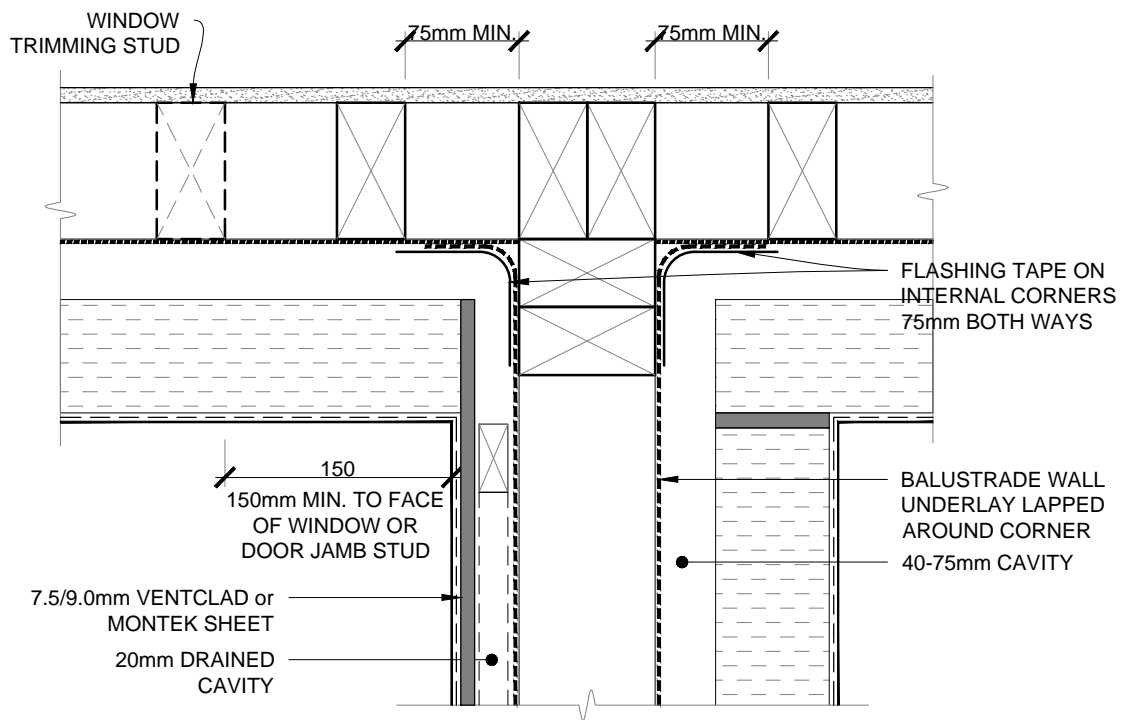 WINDOW
TRIMMING STUD
75mm MIN.
75mm MIN.
FLASHING TAPE ON
INTERNAL CORNERS
75mm BOTH WAYS
150
150mm MIN. TO FACE
OF WINDOW OR
DOOR JAMB STUD
BALUSTRADE WALL
UNDERLAY LAPPED
AROUND CORNER
40-75mm CAVITY
7.5/9.0mm VENTCLAD or
MONTEK SHEET
20mm DRAINED
CAVITY